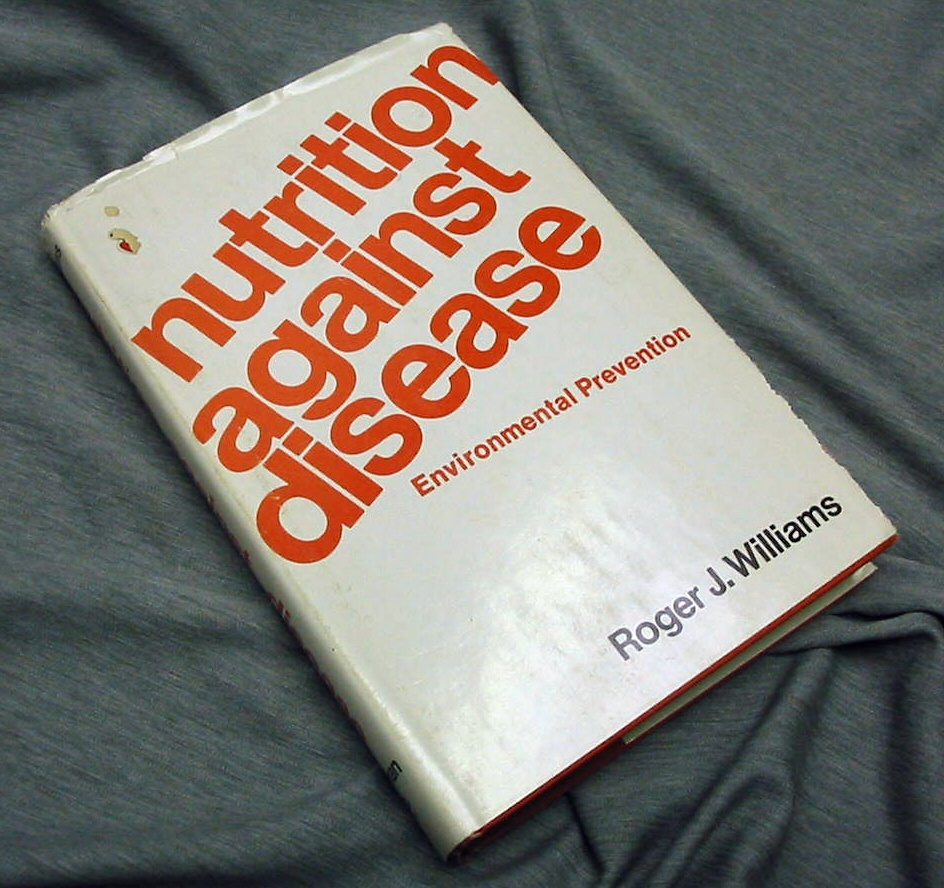 nutrition
against
disease
Environmental Prevention
Roger J. Williams